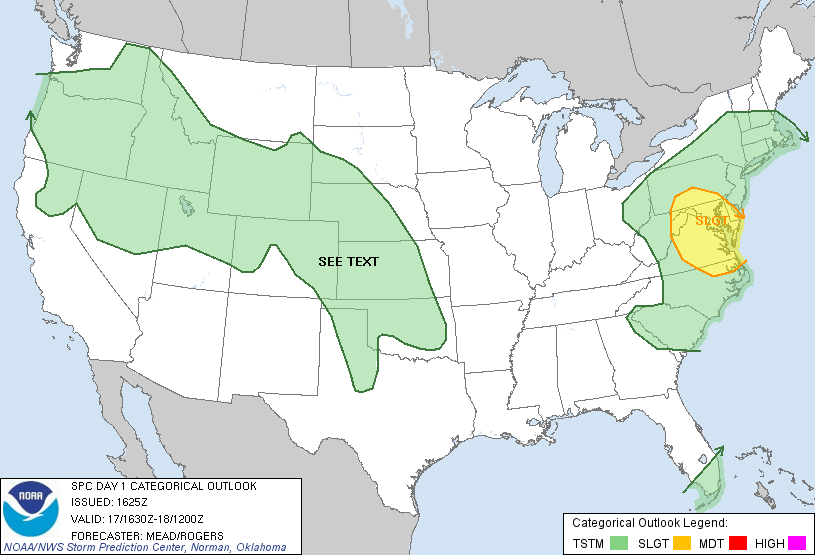 SLGT
SEE TEXT
NOAA
SPC DAY 1 CATEGORICAL OUTLOOK
ISSUED: 1625Z
VALID: 17/1630Z-18/1200Z
FORECASTER: MEAD/ROGERS
NOAA/NWS Storm Prediction Center, Norman, Oklahoma
Categorical Outlook Legend:
TSTM SLGT MDT HIGH